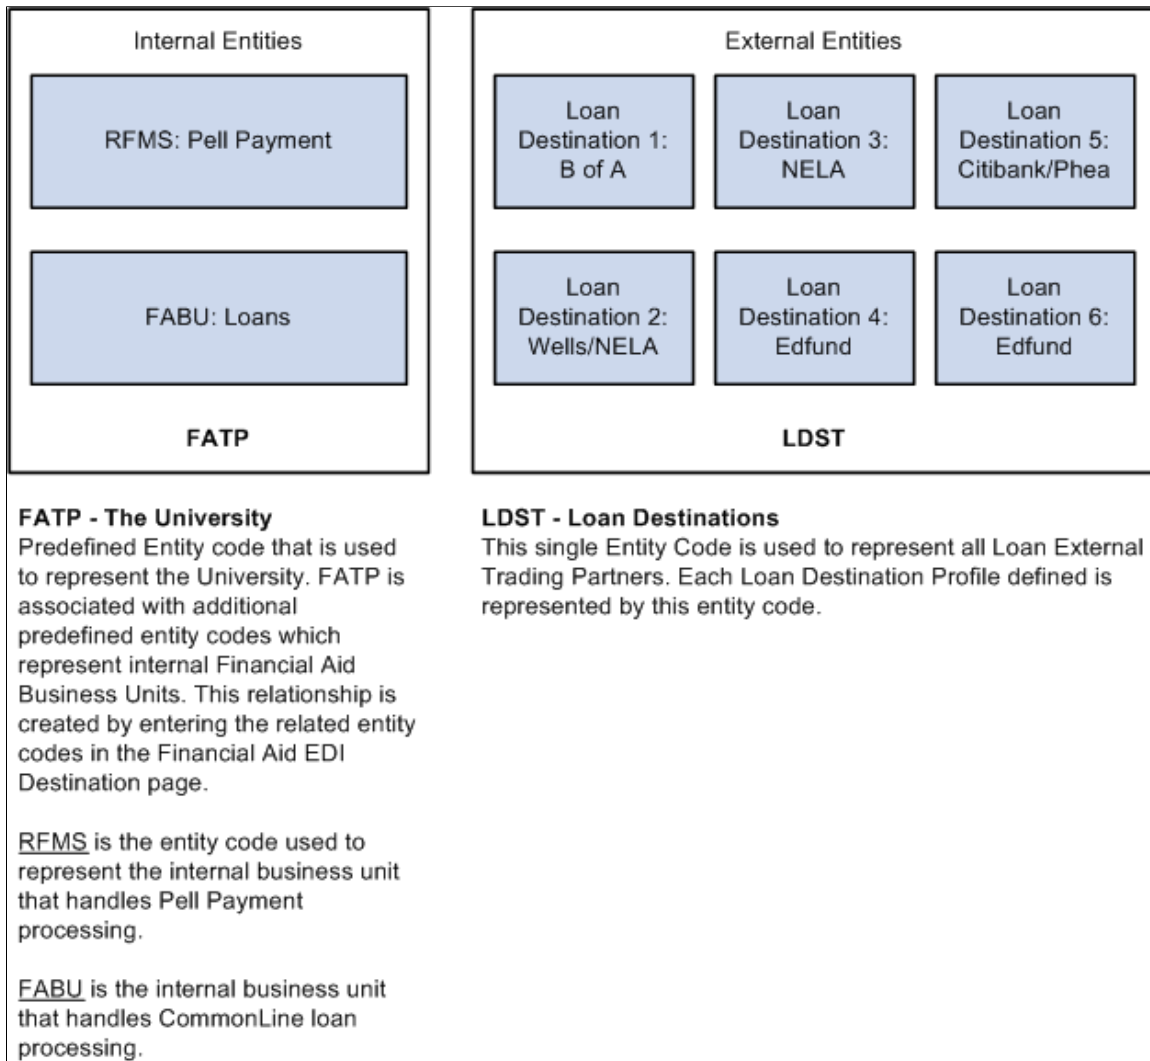 Internal Entities
RFMS: Pell Payment
FABU: Loans
FATP
External Entities
Loan
Destination 1:
B of A
Loan
Destination 3:
NELA
Loan
Destination 5:
Citibank/Phea
Loan
Destination 2:
Wells/NELA
Loan
Destination 4:
Edfund
Loan
Destination 6:
Edfund
LDST
FATP - The University
Predefined Entity code that is used
to represent the University. FATP is
associated with additional
predefined entity codes which
represent internal Financial Aid
Business Units. This relationship is
created by entering the related entity
codes in the Financial Aid EDI
Destination page.
RFMS is the entity code used to
represent the internal business unit
that handles Pell Payment
processing.
FABU is the internal business unit
that handles CommonLine loan
processing.
LDST - Loan Destinations
This single Entity Code is used to represent all Loan External
Trading Partners. Each Loan Destination Profile defined is
represented by this entity code.